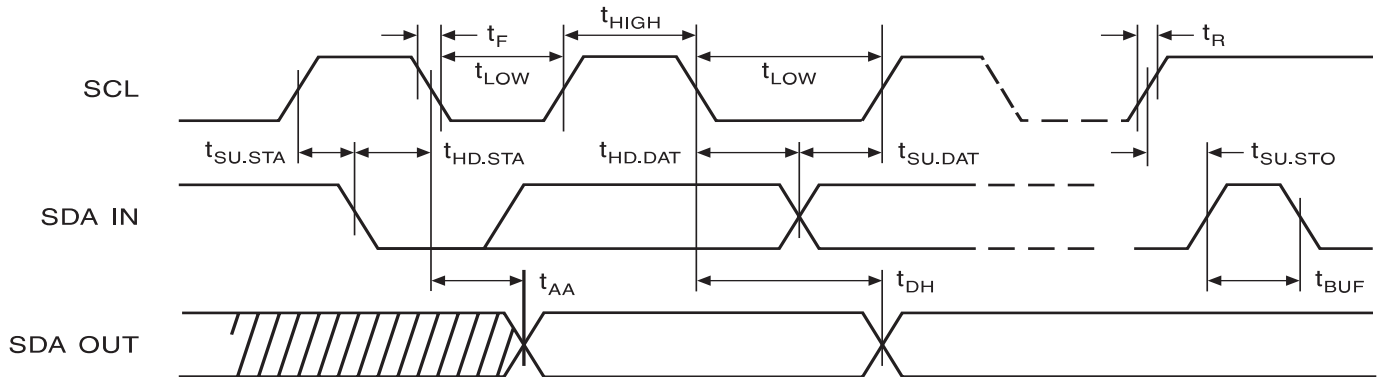 tHIGH
tF
tR
tLOW
tLOW
SCL
tSU.STA
tHD.STA
tHD.DAT
tSU.DAT
tSU.STO
SDA IN
tAA
tDH
tBUF
SDA OUT